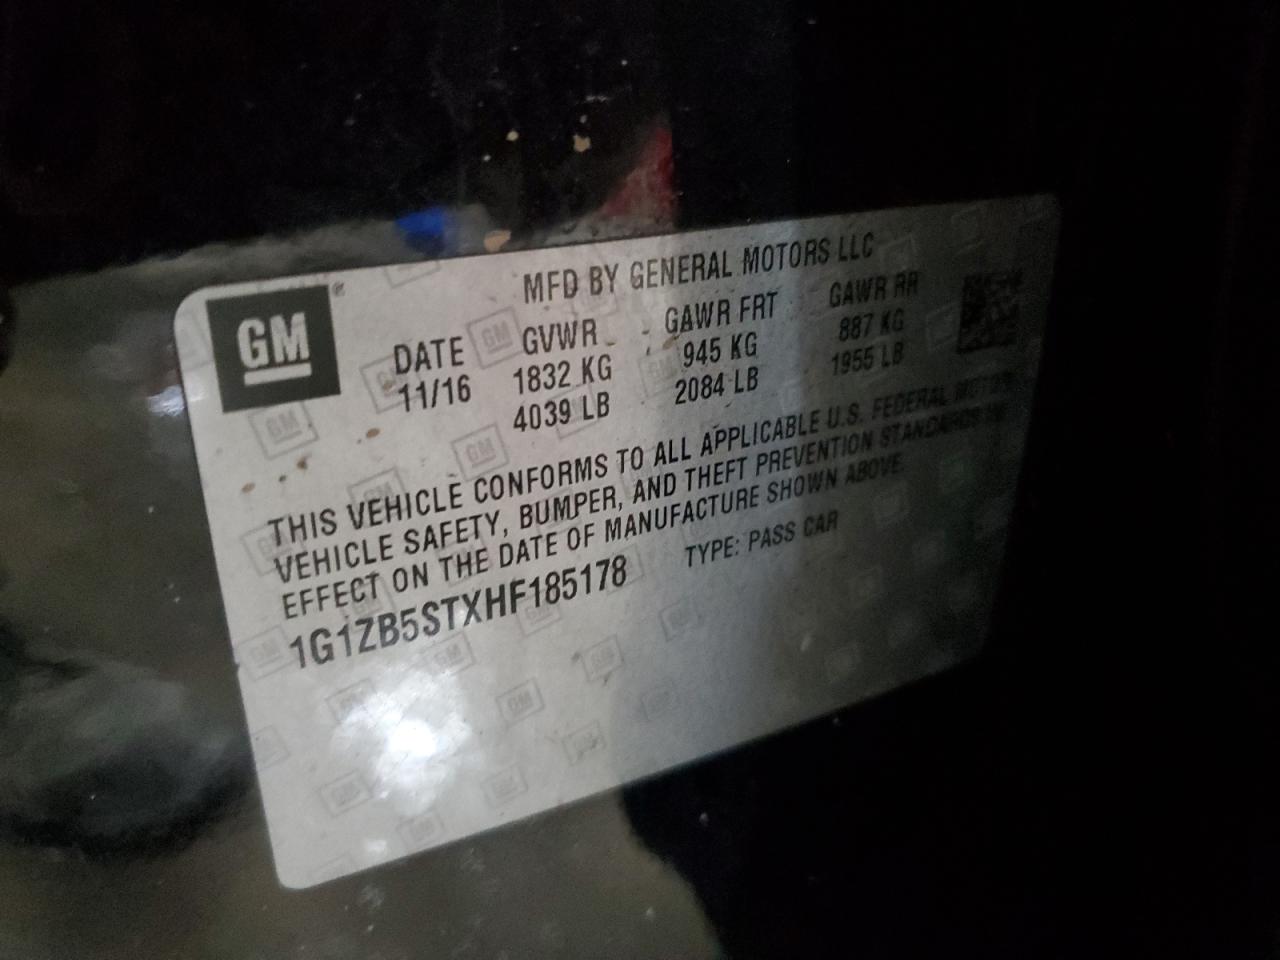 GM®
MFD BY GENERAL MOTORS LLC
DATE GVWR GAWR FRT GAWR RR
11/16 1832 KG 945 KG 887 KG
4039 LB 2084 LB 1955 LB
THIS VEHICLE CONFORMS TO ALL APPLICABLE U.S. FEDERAL MOTOR
VEHICLE SAFETY, BUMPER, AND THEFT PREVENTION STANDARDS IN
EFFECT ON THE DATE OF MANUFACTURE SHOWN ABOVE.
1G1ZB5STXHF185178 TYPE: PASS CAR